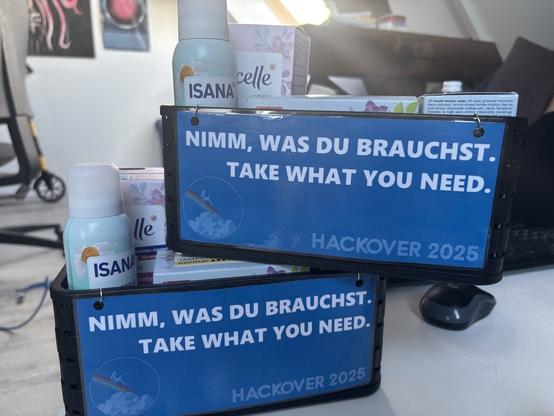 ISANA
celle
NIMM, WAS DU BRAUCHST.
TAKE WHAT YOU NEED.
HACKOVER 2025
ISANA
lle
NIMM, WAS DU BRAUCHST.
TAKE WHAT YOU NEED.
HACKOVER 2025